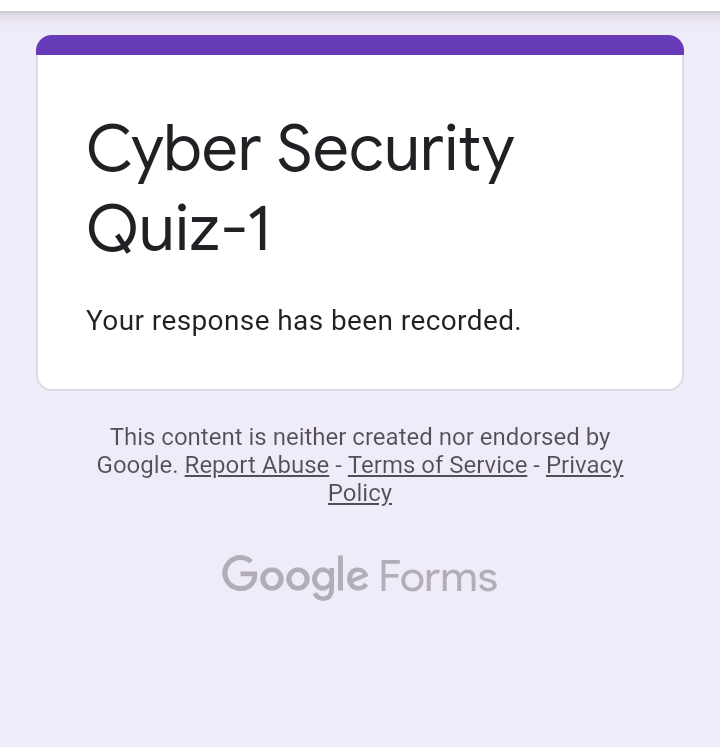 Cyber Security
Quiz-1
Your response has been recorded.
This content is neither created nor endorsed by
Google. Report Abuse - Terms of Service - Privacy
Policy
Google Forms